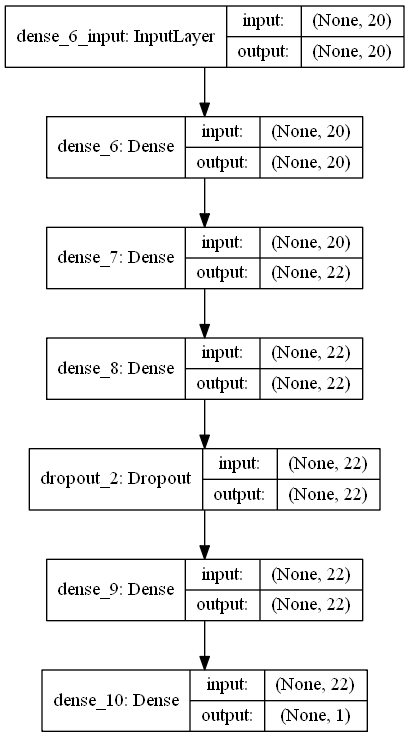 dense_6_input: InputLayer
input: (None, 20)
output: (None, 20)
dense_6: Dense
input: (None, 20)
output: (None, 20)
dense_7: Dense
input: (None, 20)
output: (None, 22)
dense_8: Dense
input: (None, 22)
output: (None, 22)
dropout_2: Dropout
input: (None, 22)
output: (None, 22)
dense_9: Dense
input: (None, 22)
output: (None, 22)
dense_10: Dense
input: (None, 22)
output: (None, 1)